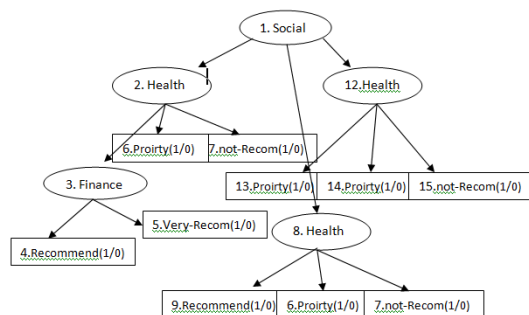 1. Social
2. Health
12.Health
6.Proirty(1/0) 7.not-Recom(1/0)
3. Finance
13.Proirty(1/0) 14.Proirty(1/0) 15.not-Recom(1/0)
5.Very-Recom(1/0)
8. Health
4.Recommend(1/0)
9.Recommend(1/0) 6.Proirty(1/0) 7.not-Recom(1/0)